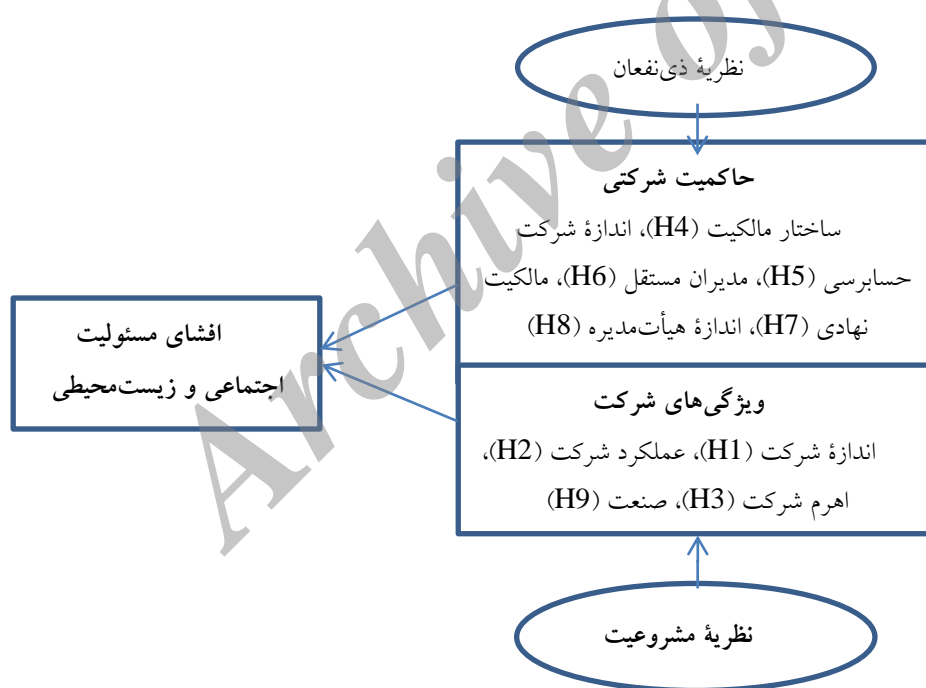 نظریهٔ ذی‌نفعان
حاکمیت شرکتی
ساختار مالکیت (H4)، اندازهٔ شرکت
حسابرسی (H5)، مدیران مستقل (H6)، مالکیت
نهادی (H7)، اندازهٔ هیأت‌مدیره (H8)
افشای مسئولیت
اجتماعی و زیست‌محیطی
ویژگی‌های شرکت
اندازهٔ شرکت (H1)، عملکرد شرکت (H2)،
اهرم شرکت (H3)، صنعت (H9)
نظریهٔ مشروعیت
Archive of